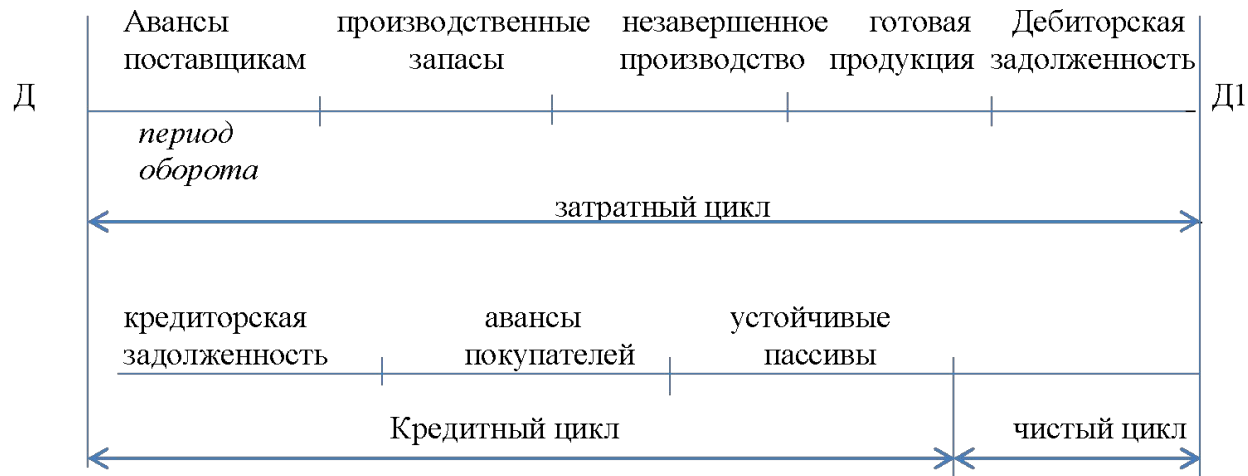 Авансы производственные незавершенное готовая Дебиторская
поставщикам запасы производство продукция задолженность
Д Д1
период
оборота
затратный цикл
кредиторская авансы устойчивые
задолженность покупателей пассивы
Кредитный цикл чистый цикл